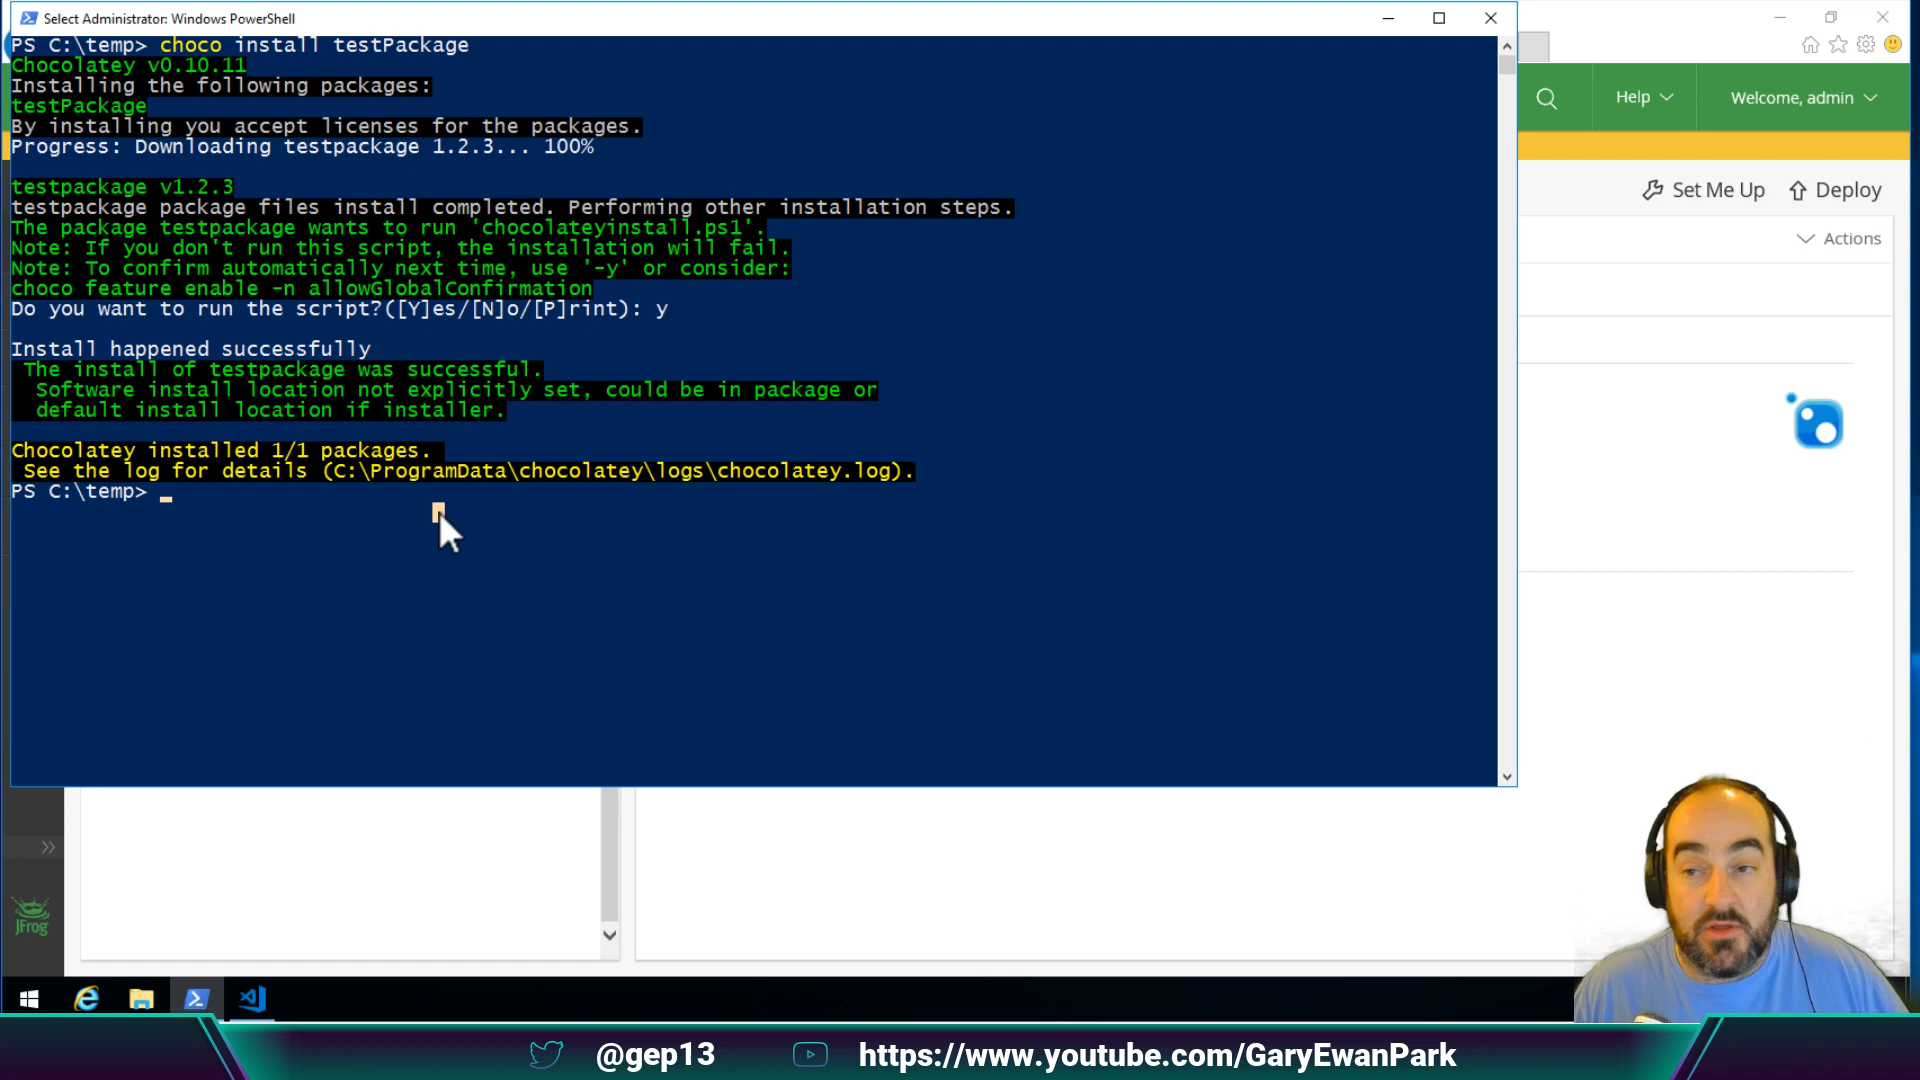 Select Administrator: Windows PowerShell
PS C:\temp> choco install testPackage
Chocolatey v0.10.11
Installing the following packages:
testPackage
By installing you accept licenses for the packages.
Progress: Downloading testpackage 1.2.3... 100%
testpackage v1.2.3
testpackage package files install completed. Performing other installation steps.
The package testpackage wants to run 'chocolateyinstall.ps1'.
Note: If you don't run this script, the installation will fail.
Note: To confirm automatically next time, use '-y' or consider:
choco feature enable -n allowGlobalConfirmation
Do you want to run the script?([Y]es/[N]o/[P]rint): y
Install happened successfully
The install of testpackage was successful.
Software install location not explicitly set, could be in package or
default install location if installer.
Chocolatey installed 1/1 packages.
See the log for details (C:\ProgramData\chocolatey\logs\chocolatey.log).
PS C:\temp>
Help
Welcome, admin
Set Me Up
Deploy
Actions
JFrog
@gep13
https://www.youtube.com/GaryEwanPark